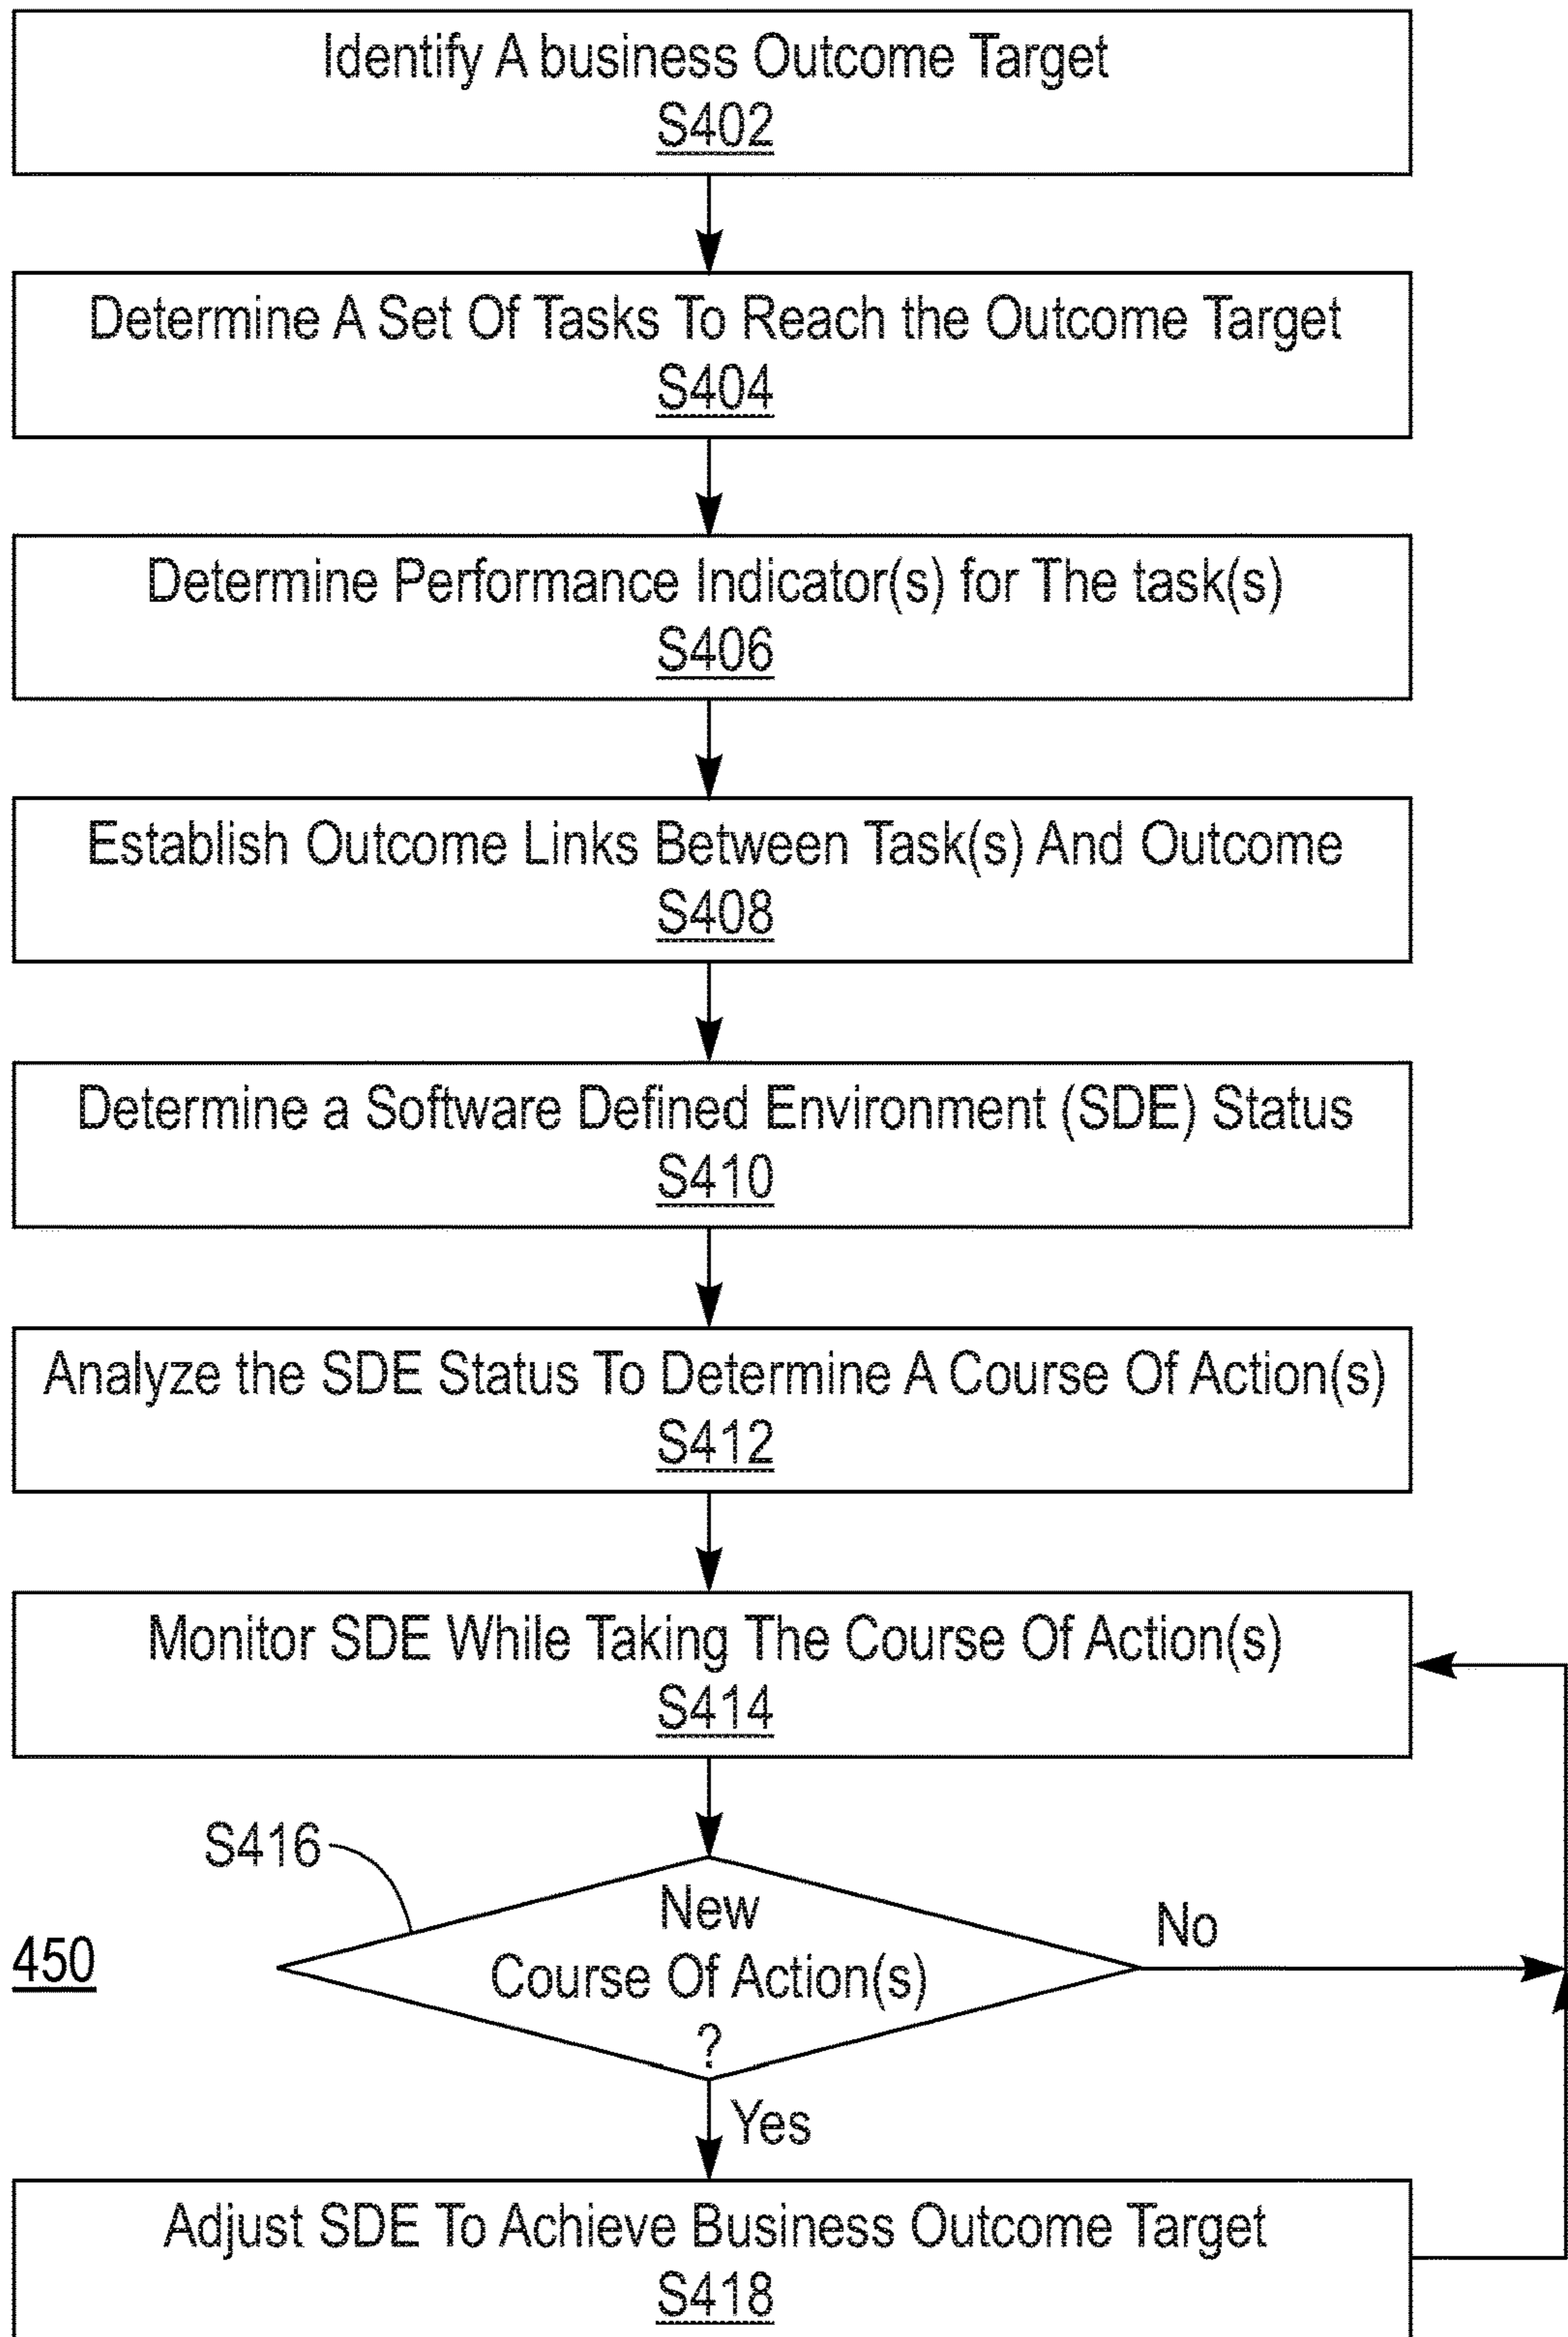 Identify A business Outcome Target
S402
Determine A Set Of Tasks To Reach the Outcome Target
S404
Determine Performance Indicator(s) for The task(s)
S406
Establish Outcome Links Between Task(s) And Outcome
S408
Determine a Software Defined Environment (SDE) Status
S410
Analyze the SDE Status To Determine A Course Of Action(s)
S412
Monitor SDE While Taking The Course Of Action(s)
S414
S416
New
Course Of Action(s)
?
No
450
Yes
Adjust SDE To Achieve Business Outcome Target
S418